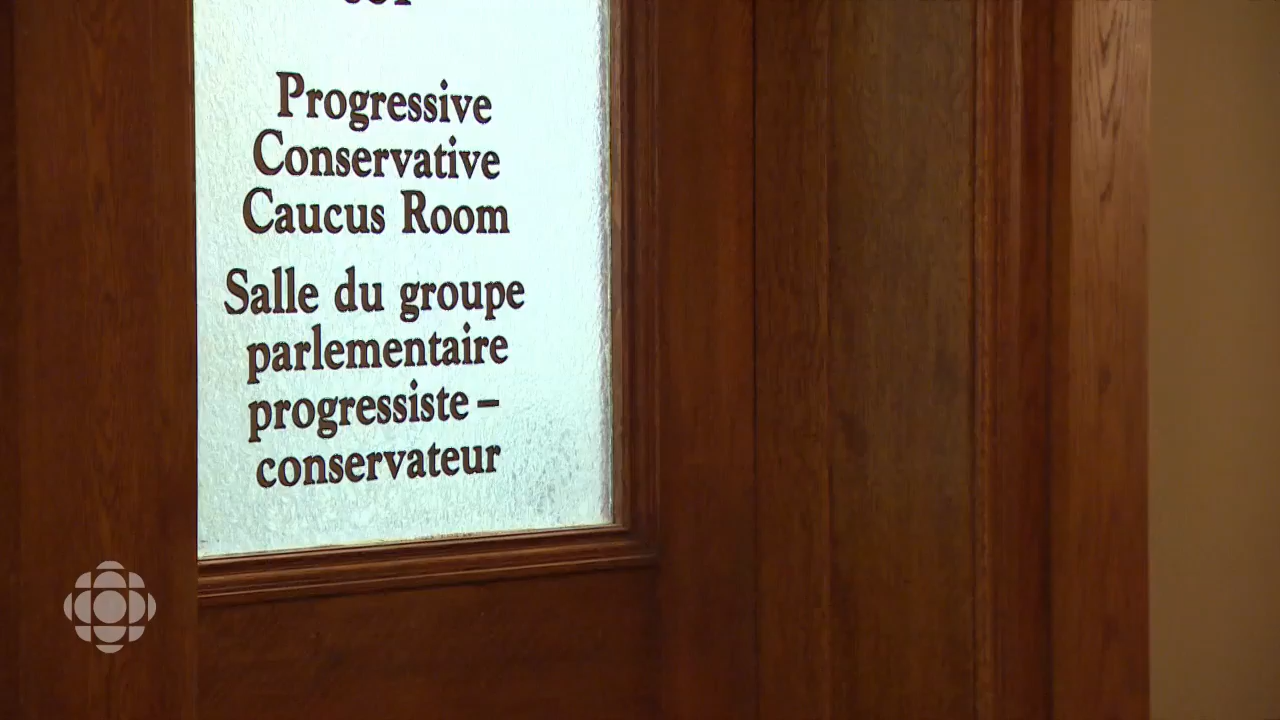 Progressive
Conservative
Caucus Room
Salle du groupe
parlementaire
progressiste –
conservateur